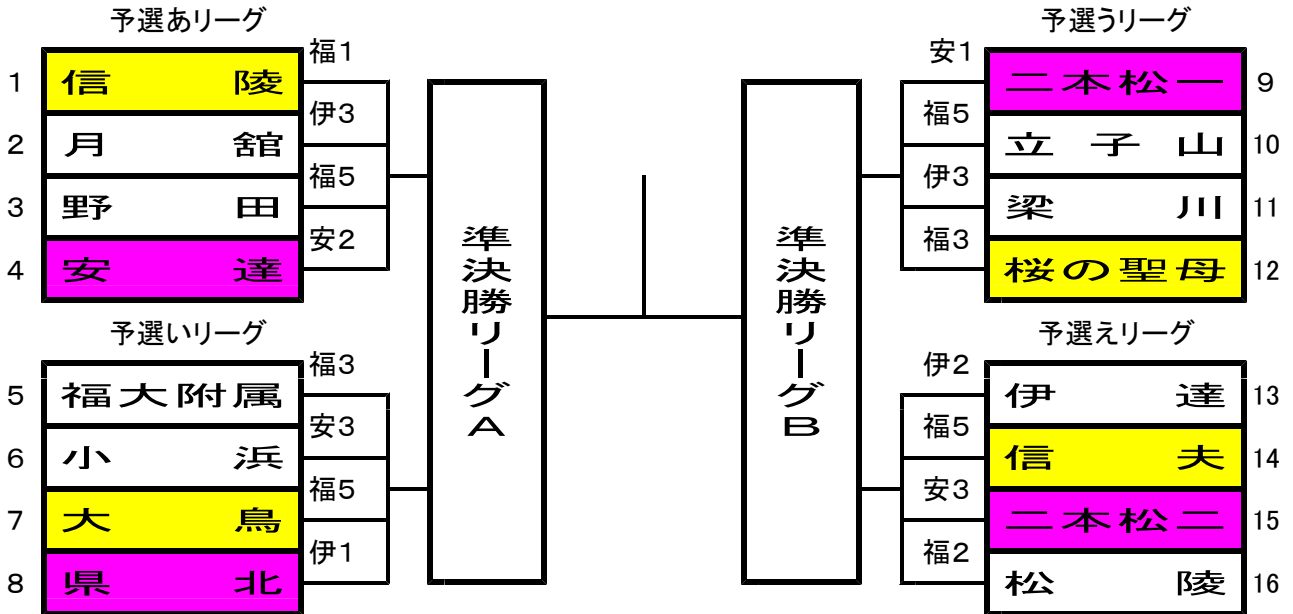 予選あリーグ
福1
1 信陵
伊3
2 月舘
福5
3 野田
安2
4 安達
予選いリーグ
福3
5 福大附属
安3
6 小浜
福5
7 大鳥
伊1
8 県北
準決勝リーグA
準決勝リーグB
予選うリーグ
安1
二本松一 9
福5
立子山 10
伊3
梁川 11
福3
桜の聖母 12
予選えリーグ
伊2
伊達 13
福5
信夫 14
安3
二本松二 15
福2
松陵 16